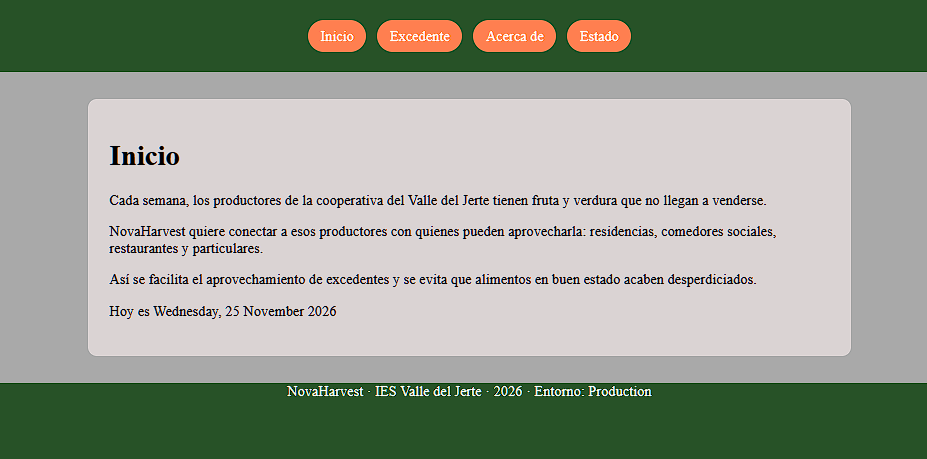 Inicio Excedente Acerca de Estado
Inicio
Cada semana, los productores de la cooperativa del Valle del Jerte tienen fruta y verdura que no llegan a venderse.
NovaHarvest quiere conectar a esos productores con quienes pueden aprovecharla: residencias, comedores sociales,
restaurantes y particulares.
Así se facilita el aprovechamiento de excedentes y se evita que alimentos en buen estado acaben desperdiciados.
Hoy es Wednesday, 25 November 2026
NovaHarvest · IES Valle del Jerte · 2026 · Entorno: Production